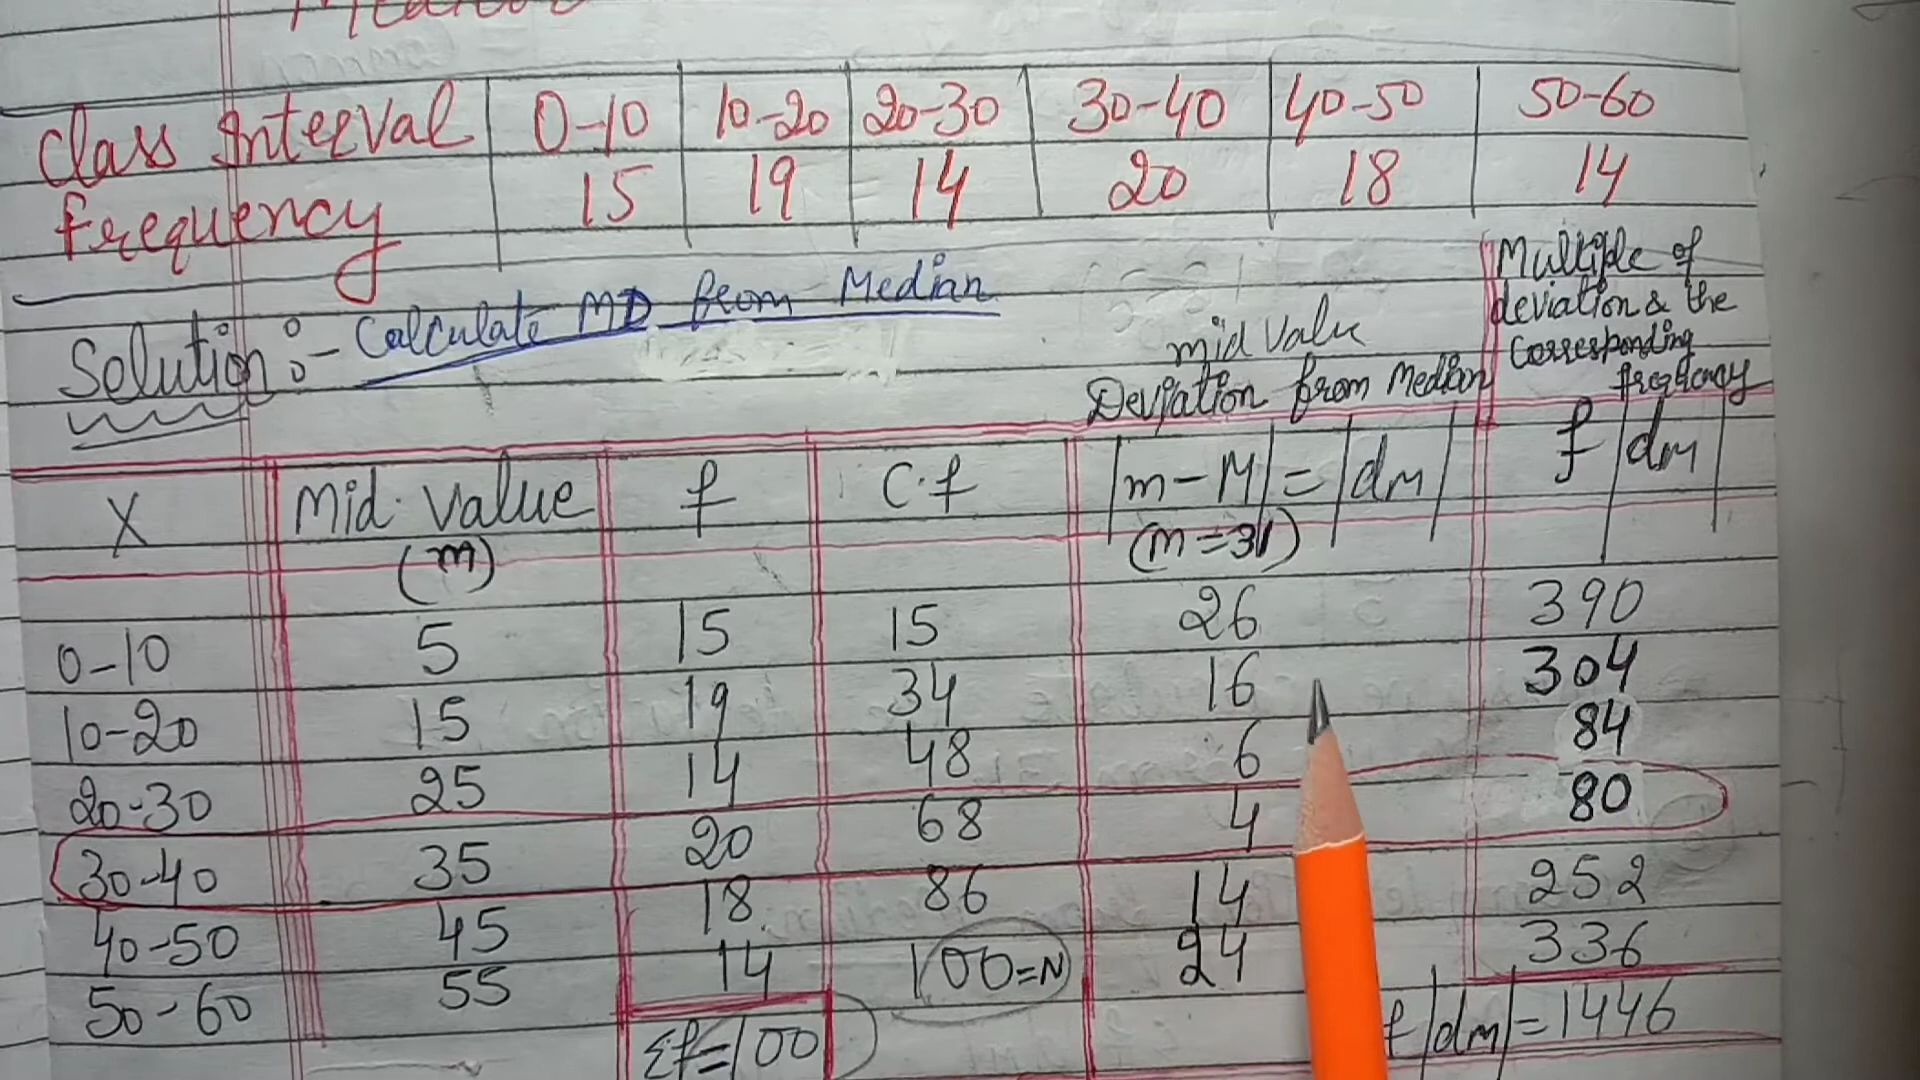 Class Interval 0-10 10-20 20-30 30-40 40-50 50-60
frequency 15 19 14 20 18 14
Solution :- Calculate MD from Median
mid Value
Deviation from Median
Multiple of
deviation & the
Corresponding
frequency
X Mid. Value f C.f |m-M|=|dm| f|dm|
(m) (m=31)
0-10 5 15 15 26 390
10-20 15 19 34 16 304
20-30 25 14 48 6 84
30-40 35 20 68 4 80
40-50 45 18 86 14 252
50-60 55 14 100=N 24 336
Σf=100 f|dm|=1446